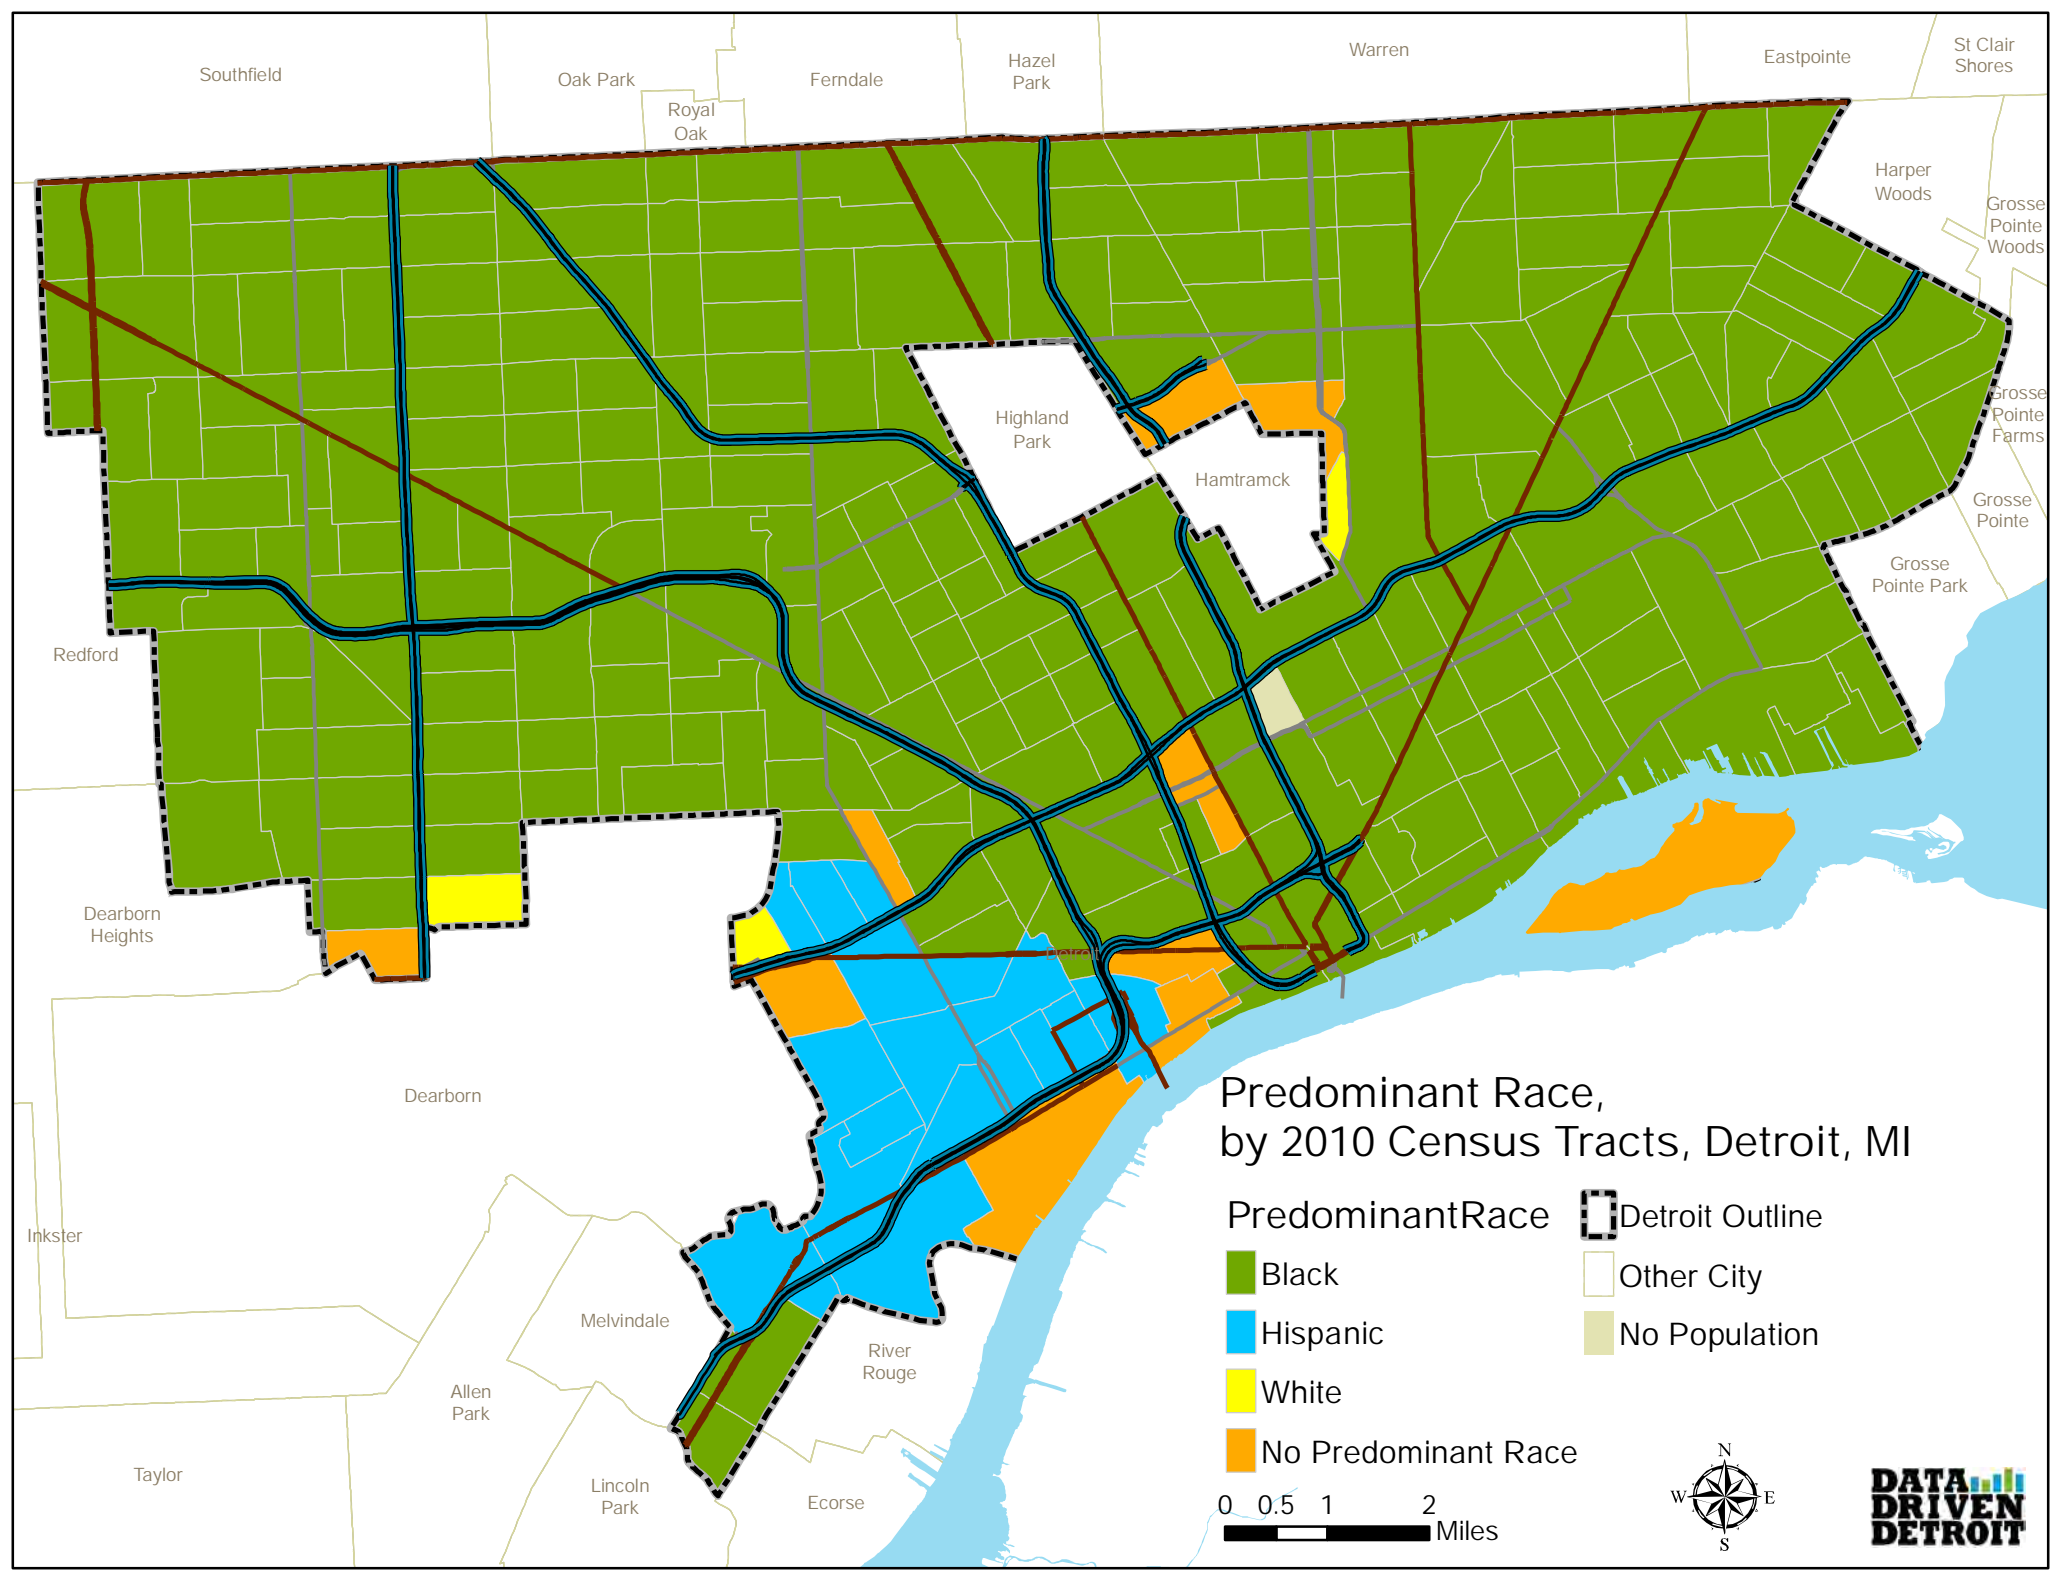 Southfield
Oak Park
Royal
Oak
Ferndale
Hazel
Park
Warren
Eastpointe
St Clair
Shores
Harper
Woods
Grosse
Pointe
Woods
Highland
Park
Hamtramck
Grosse
Pointe
Farms
Grosse
Pointe
Grosse
Pointe Park
Redford
Dearborn
Heights
Detroit
Dearborn
Inkster
Melvindale
River
Rouge
Allen
Park
Taylor
Lincoln
Park
Ecorse
Predominant Race,
by 2010 Census Tracts, Detroit, MI
PredominantRace
Black
Hispanic
White
No Predominant Race
Detroit Outline
Other City
No Population
0 0.5 1 2
Miles
N
W E
S
DATA
DRIVEN
DETROIT